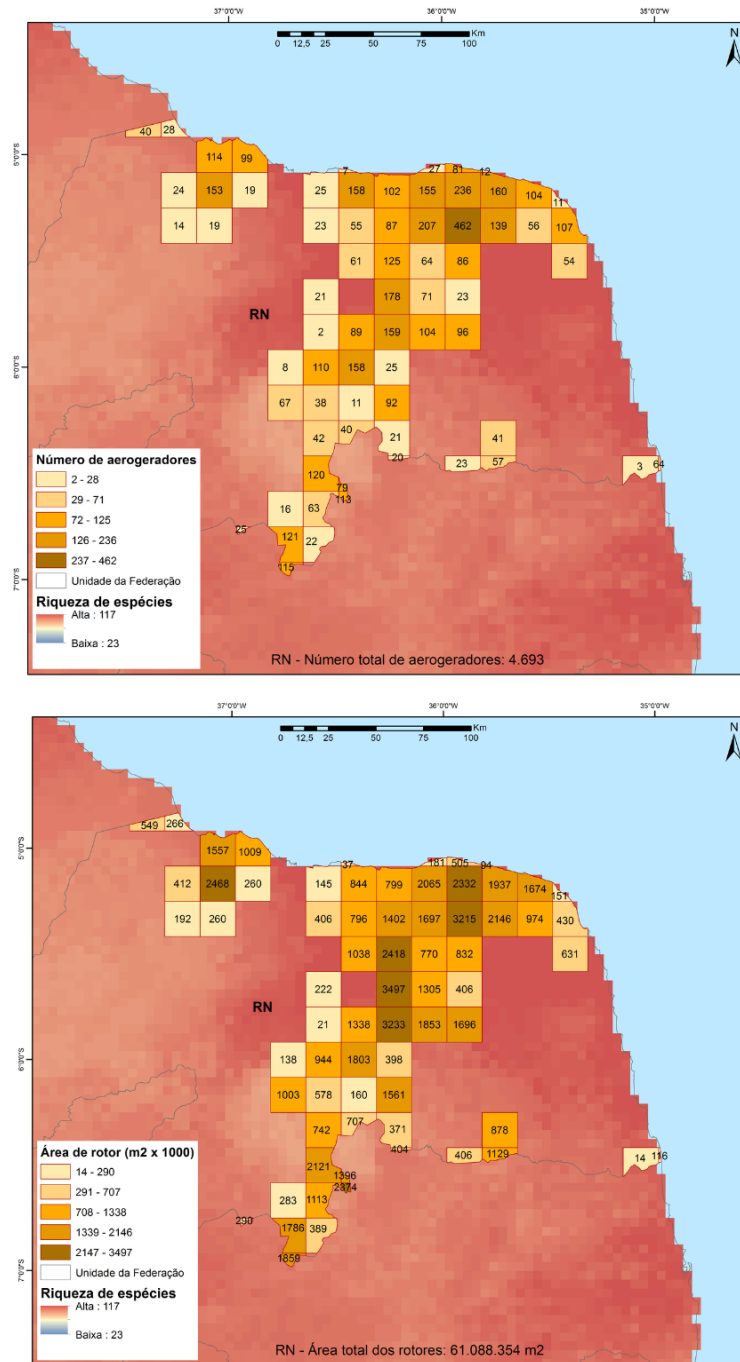 37°0'0"W 36°0'0"W 35°0'0"W
Km
0 12,5 25 50 75 100
N
40 28
5°0'0"S
114 99
7 27 81 12
24 153 19 25 158 102 155 236 160 104 11
14 19 23 55 87 207 462 139 56 107
61 125 64 86 54
21 178 71 23
RN
2 89 159 104 96
6°0'0"S
8 110 158 25
67 38 11 92
42 40 21 41
20 23 57 3 64
120 79
113
16 63
25 121 22
115
7°0'0"S
Número de aerogeradores
2 - 28
29 - 71
72 - 125
126 - 236
237 - 462
Unidade da Federação
Riqueza de espécies
Alta : 117
Baixa : 23
RN - Número total de aerogeradores: 4.693
37°0'0"W 36°0'0"W 35°0'0"W
Km
0 12,5 25 50 75 100
N
549 266
5°0'0"S
1557 1009
37 181 505 94
412 2468 260 145 844 799 2065 2332 1937 1674 151
192 260 406 796 1402 1697 3215 2146 974 430
1038 2418 770 832 631
222 3497 1305 406
RN
21 1338 3233 1853 1696
6°0'0"S
138 944 1803 398
1003 578 160 1561
742 707 371 878
404 406 1129 14 116
2121 1396
283 1113
290 1786 389
1859
7°0'0"S
Área de rotor (m2 x 1000)
14 - 290
291 - 707
708 - 1338
1339 - 2146
2147 - 3497
Unidade da Federação
Riqueza de espécies
Alta : 117
Baixa : 23
RN - Área total dos rotores: 61.088.354 m2